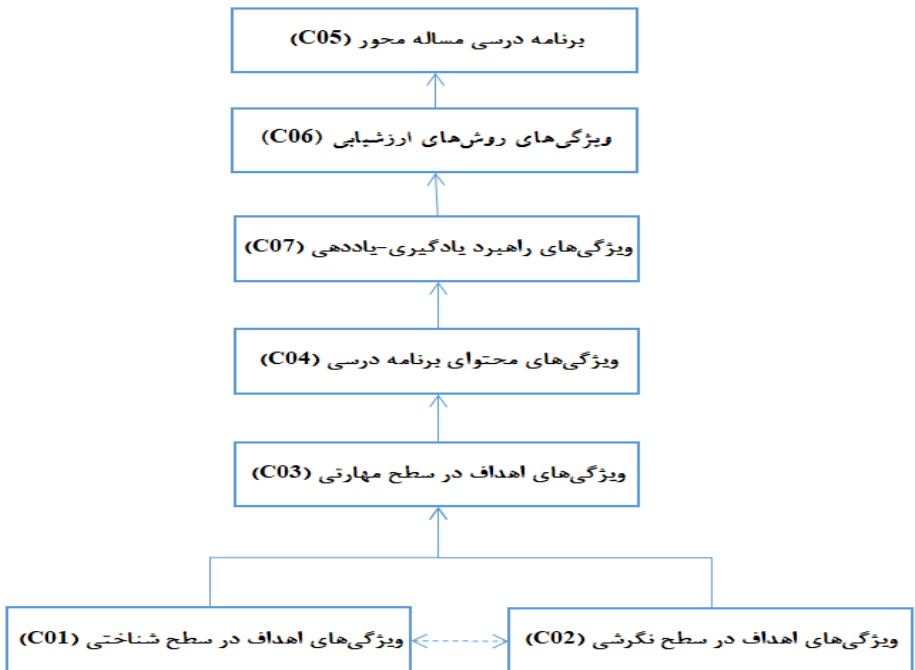 برنامه درسی مساله محور (C05)
ویژگی‌های روش‌های ارزشیابی (C06)
ویژگی‌های راهبرد یادگیری-یاددهی (C07)
ویژگی‌های محتوای برنامه درسی (C04)
ویژگی‌های اهداف در سطح مهارتی (C03)
ویژگی‌های اهداف در سطح نگرشی (C02)
ویژگی‌های اهداف در سطح شناختی (C01)